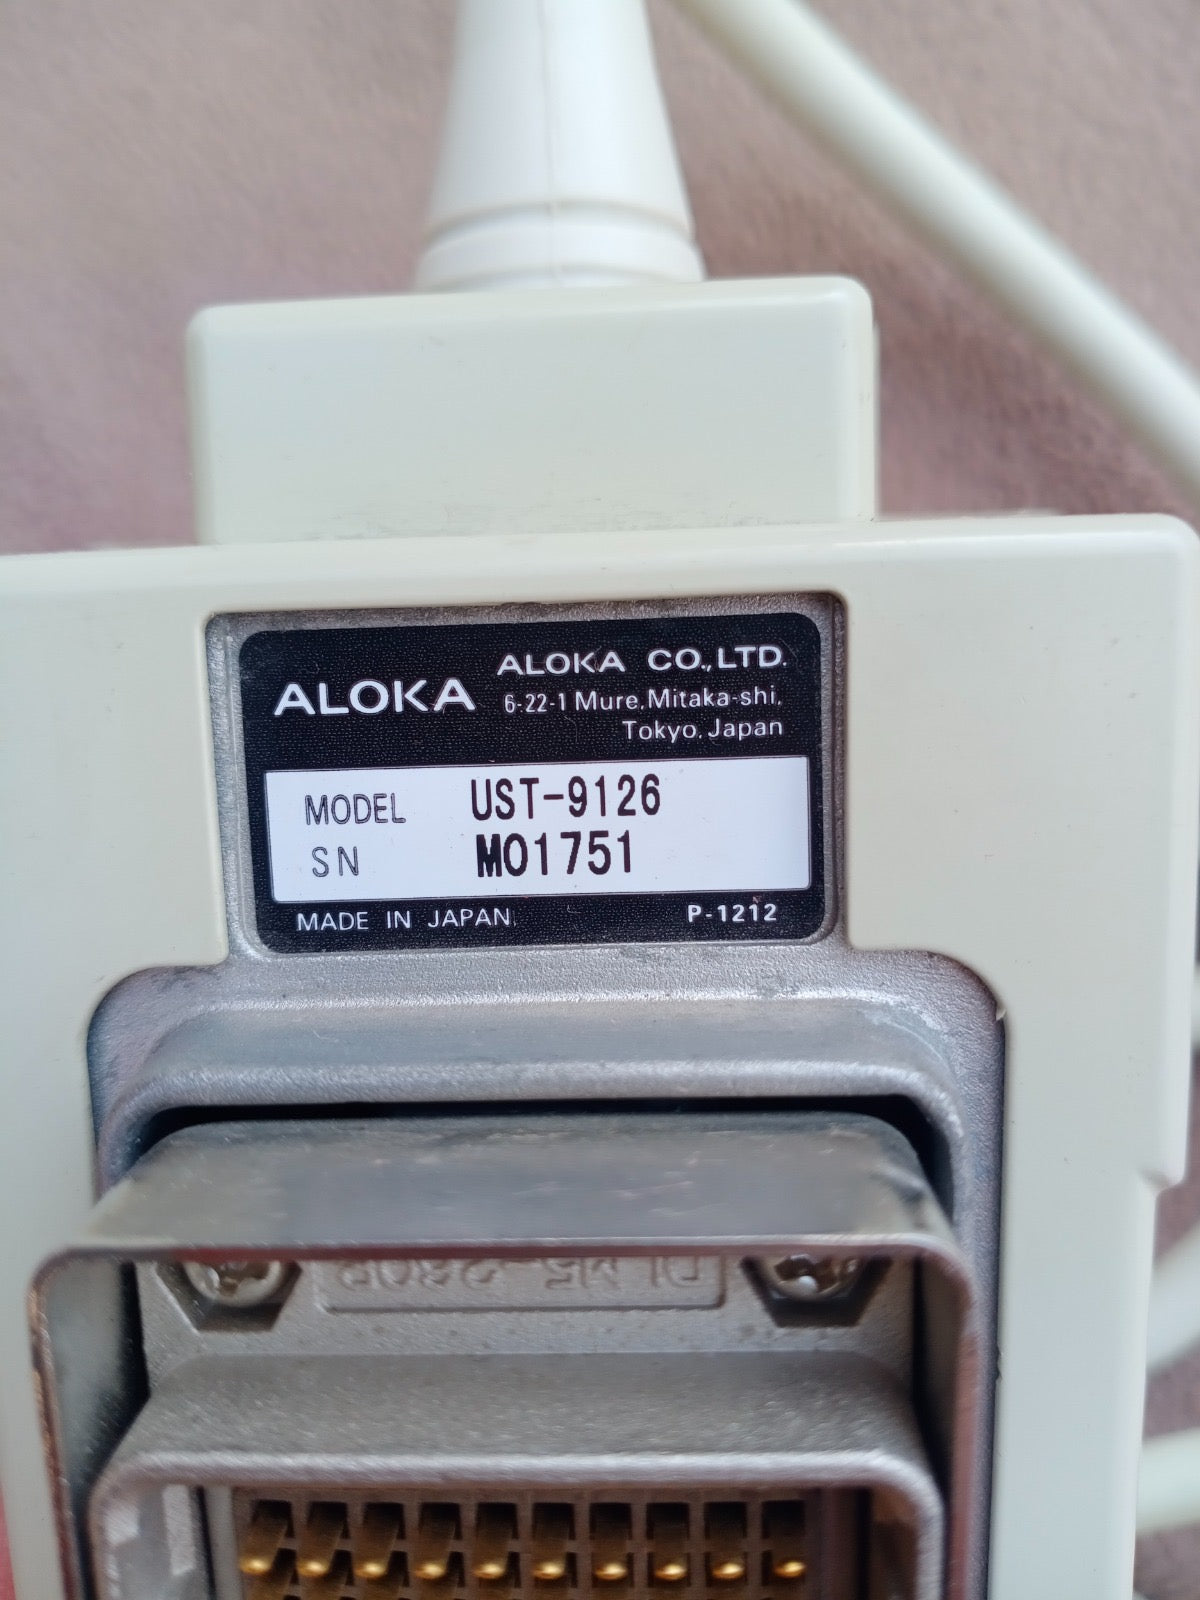 ALOKA
ALOKA CO.,LTD.
6-22-1 Mure, Mitaka-shi,
Tokyo, Japan
MODEL UST-9126
SN M01751
MADE IN JAPAN
P-1212